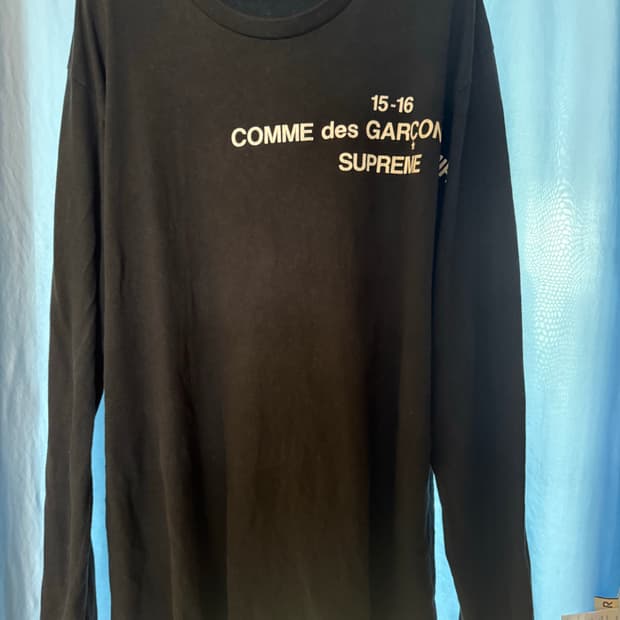 15-16
COMME des GARÇON
SUPREME
R